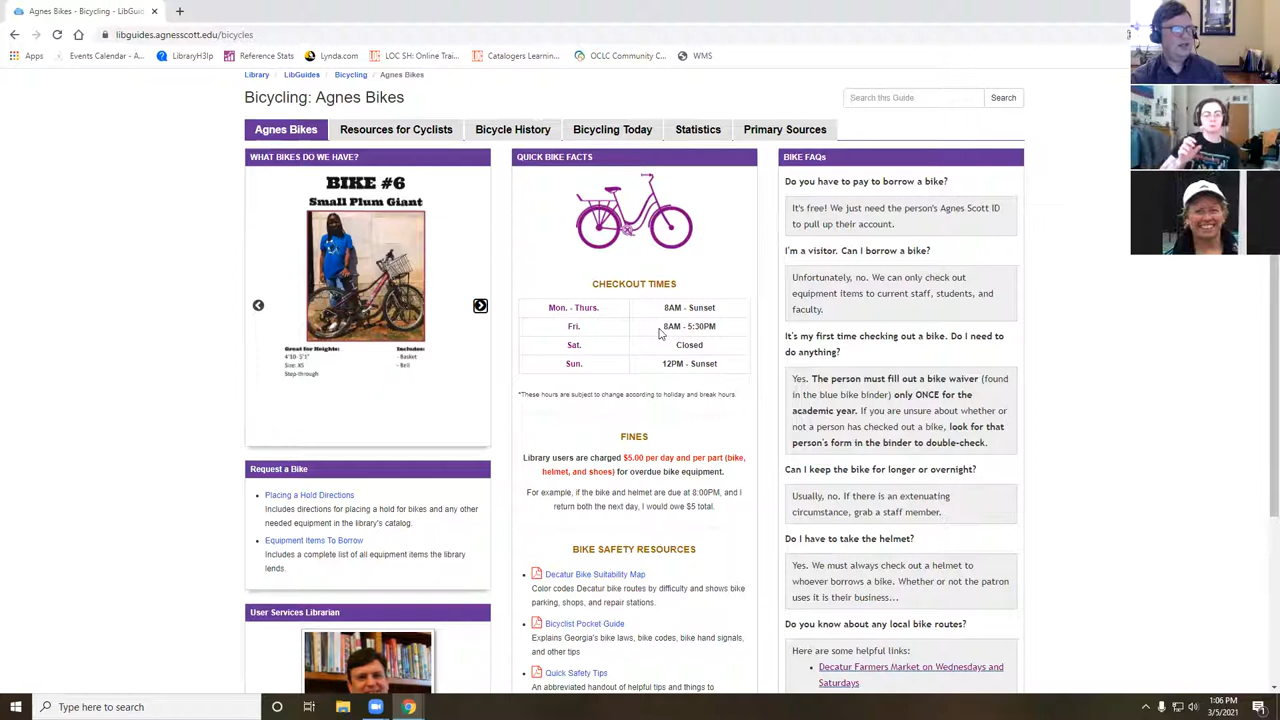 Agnes Bikes - Bicycling - LibGui
libguides.agnesscott.edu/bicycles
Apps
Events Calendar - A...
LibraryH3lp
Reference Stats
Lynda.com
LOC SH: Online Trai...
Catalogers Learnin...
OCLC Community C...
WMS
Library
LibGuides
Bicycling
Agnes Bikes
Bicycling: Agnes Bikes
Search this Guide
Search
Agnes Bikes
Resources for Cyclists
Bicycle History
Bicycling Today
Statistics
Primary Sources
WHAT BIKES DO WE HAVE?
BIKE #6
Small Plum Giant
Great for Heights:
4'10- 5'1"
Size: XS
Step-through
Includes:
- Basket
- Bell
Request a Bike
Placing a Hold Directions
Includes directions for placing a hold for bikes and any other
needed equipment in the library's catalog.
Equipment Items To Borrow
Includes a complete list of all equipment items the library
lends.
User Services Librarian
QUICK BIKE FACTS
CHECKOUT TIMES
Mon. - Thurs. 8AM - Sunset
Fri. 8AM - 5:30PM
Sat. Closed
Sun. 12PM - Sunset
*These hours are subject to change according to holiday and break hours.
FINES
Library users are charged $5.00 per day and per part (bike,
helmet, and shoes) for overdue bike equipment.
For example, if the bike and helmet are due at 8:00PM, and I
return both the next day, I would owe $5 total.
BIKE SAFETY RESOURCES
Decatur Bike Suitability Map
Color codes Decatur bike routes by difficulty and shows bike
parking, shops, and repair stations.
Bicyclist Pocket Guide
Explains Georgia's bike laws, bike codes, bike hand signals,
and other tips
Quick Safety Tips
An abbreviated handout of helpful tips and things to
BIKE FAQs
Do you have to pay to borrow a bike?
It's free! We just need the person's Agnes Scott ID
to pull up their account.
I'm a visitor. Can I borrow a bike?
Unfortunately, no. We can only check out
equipment items to current staff, students, and
faculty.
It's my first time checking out a bike. Do I need to
do anything?
Yes. The person must fill out a bike waiver (found
in the blue bike binder) only ONCE for the
academic year. If you are unsure about whether or
not a person has checked out a bike, look for that
person's form in the binder to double-check.
Can I keep the bike for longer or overnight?
Usually, no. If there is an extenuating
circumstance, grab a staff member.
Do I have to take the helmet?
Yes. We must always check out a helmet to
whoever borrows a bike. Whether or not the patron
uses it is their business...
Do you know about any local bike routes?
Here are some helpful links:
Decatur Farmers Market on Wednesdays and
Saturdays
Type here to search
1:06 PM
3/5/2021